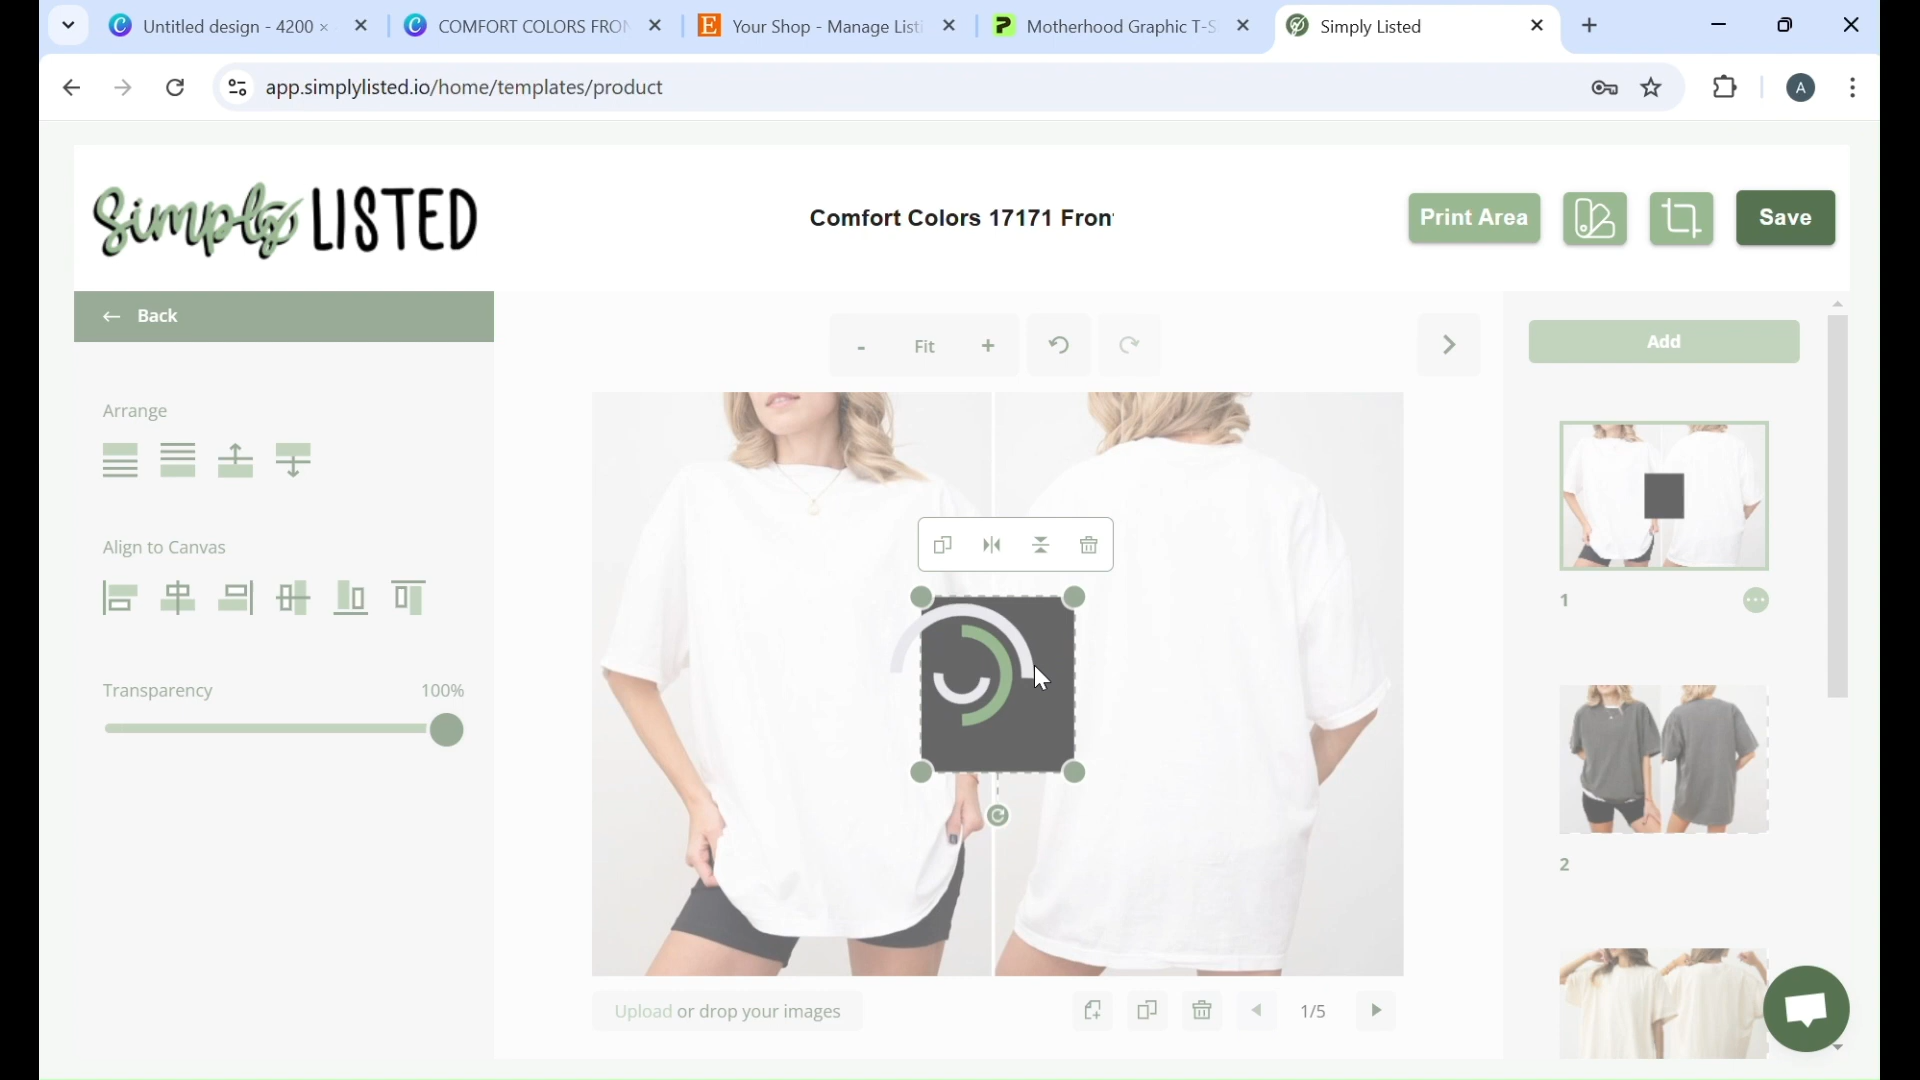 Untitled design - 4200 ×
COMFORT COLORS FRON
Your Shop - Manage Listi
Motherhood Graphic T-S
Simply Listed
app.simplylisted.io/home/templates/product
A
Simply LISTED
Comfort Colors 17171 Fron
Print Area
Save
Back
- Fit +
Add
Arrange
Align to Canvas
Transparency 100%
1
2
Upload or drop your images
1/5